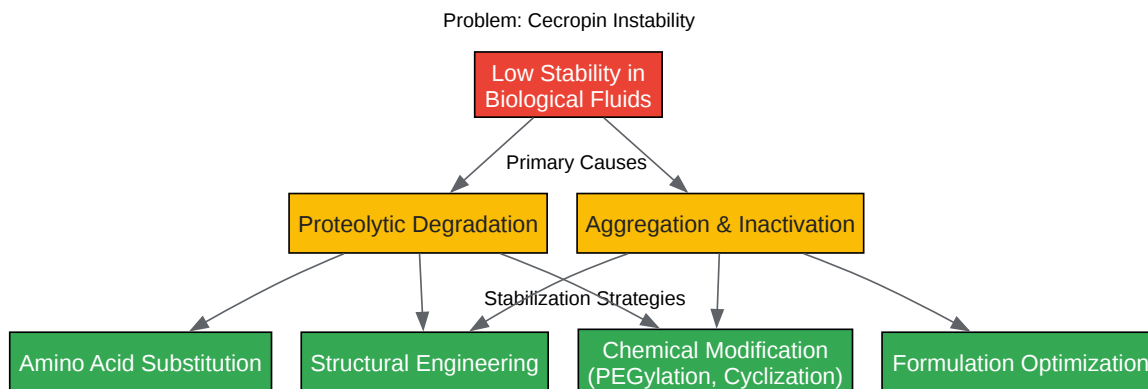 Problem: Cecropin Instability
Low Stability in
Biological Fluids
Primary Causes
Proteolytic Degradation
Aggregation & Inactivation
Stabilization Strategies
Amino Acid Substitution
Structural Engineering
Chemical Modification
(PEGylation, Cyclization)
Formulation Optimization